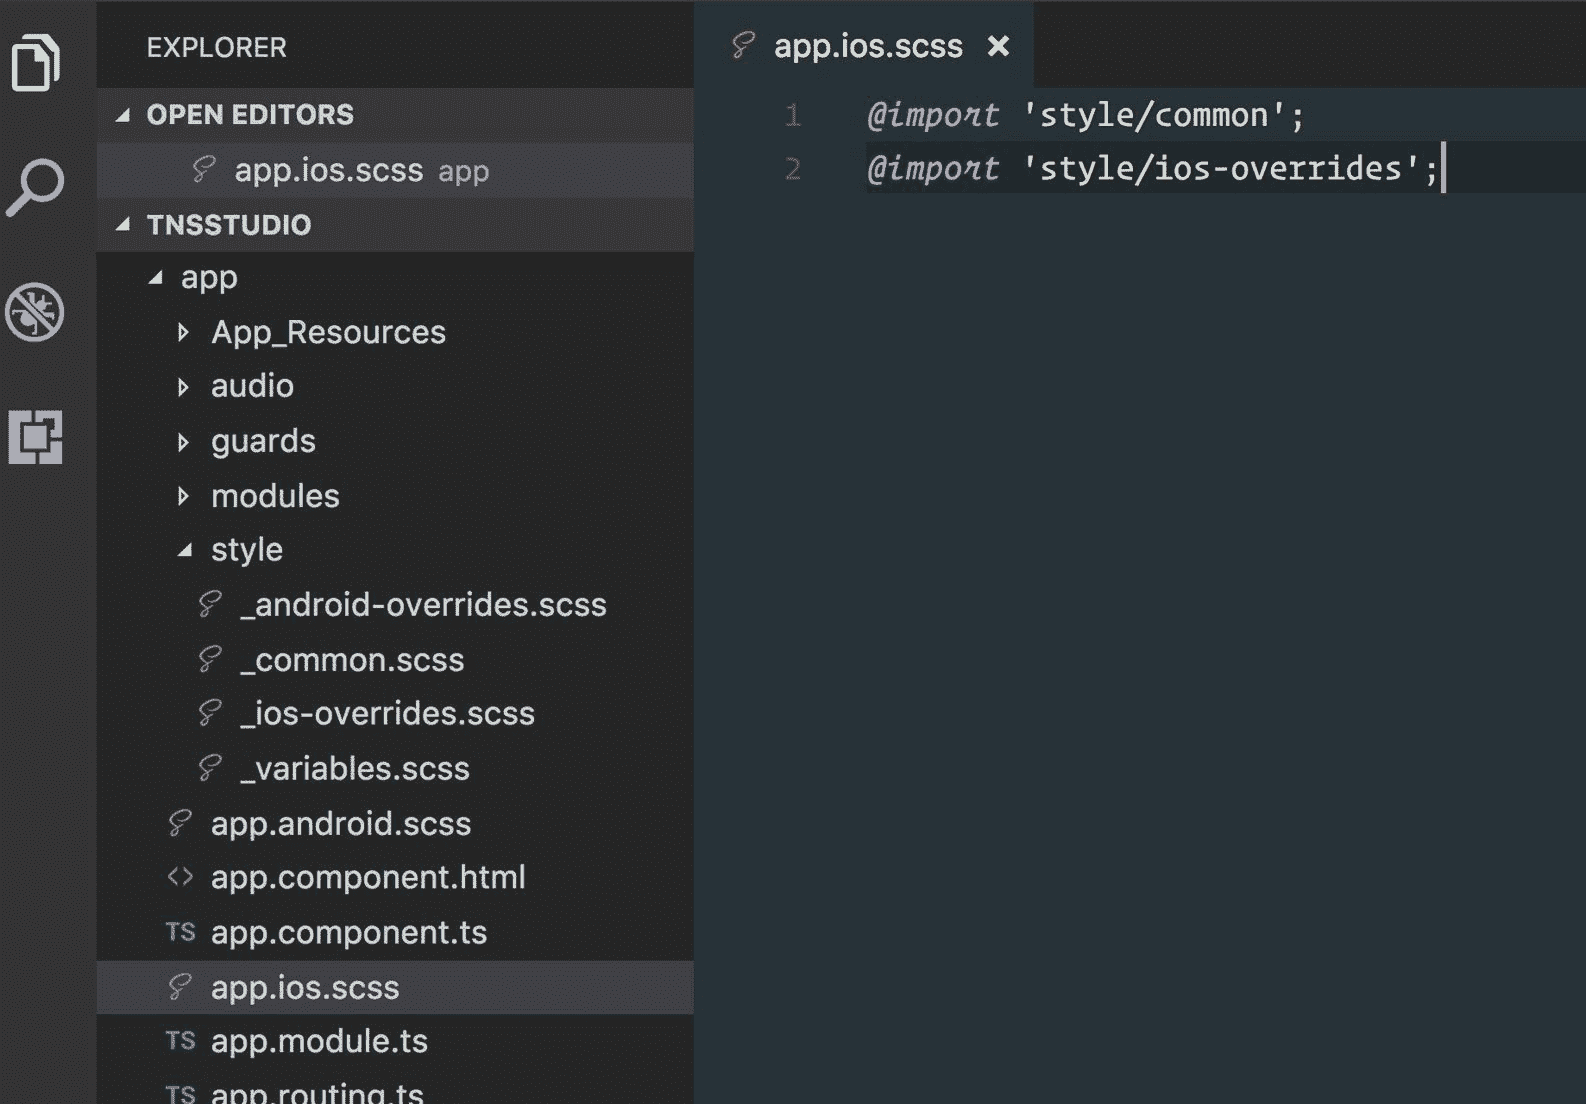 EXPLORER
OPEN EDITORS
app.ios.scss app
TNSSTUDIO
app
App_Resources
audio
guards
modules
style
_android-overrides.scss
_common.scss
_ios-overrides.scss
_variables.scss
app.android.scss
<> app.component.html
TS app.component.ts
app.ios.scss
TS app.module.ts
TS app.routing.ts
app.ios.scss
1 @import 'style/common';
2 @import 'style/ios-overrides';